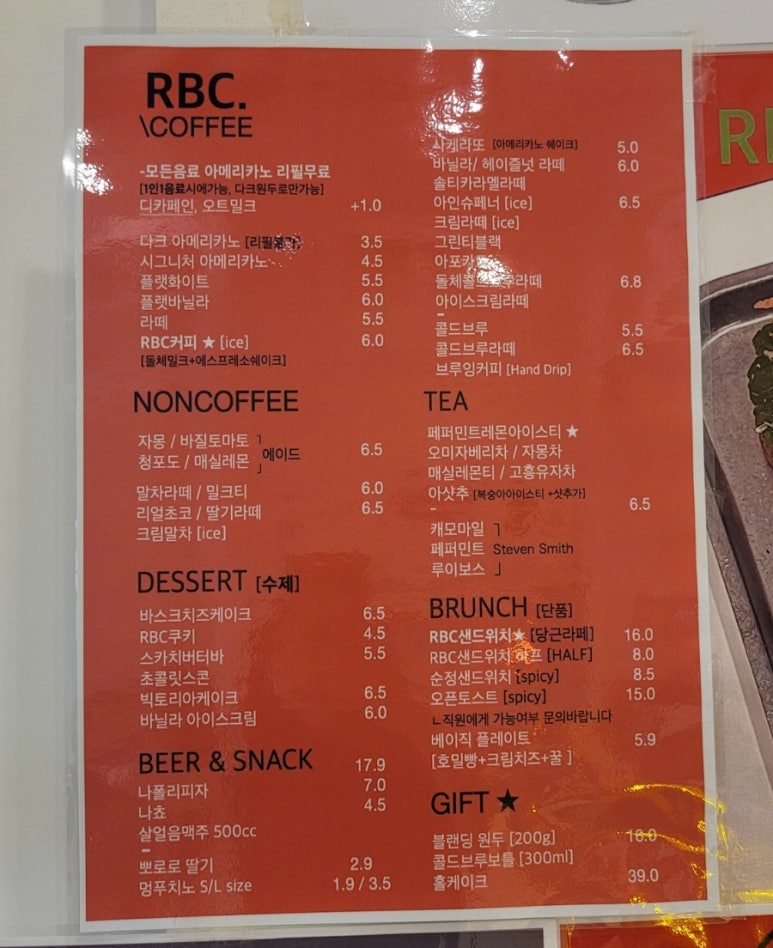 RBC.
\COFFEE
-모든음료 아메리카노 리필무료
[1인1음료시에가능, 다크원두로만가능]
디카페인, 오트밀크 +1.0
다크 아메리카노 [리필불가] 3.5
시그니처 아메리카노 4.5
플랫화이트 5.5
플랫바닐라 6.0
라떼 5.5
RBC커피 ★ [ice] 6.0
[돌체밀크+에스프레소쉐이크]
샤케라또 [아메리카노 쉐이크] 5.0
바닐라/ 헤이즐넛 라떼 6.0
솔티카라멜라떼
아인슈페너 [ice] 6.5
크림라떼 [ice]
그린티블랙
아포카토
돌체콜드브루라떼 6.8
아이스크림라떼
-
콜드브루 5.5
콜드브루라떼 6.5
브루잉커피 [Hand Drip]
NONCOFFEE
자몽 / 바질토마토 ㄱ
청포도 / 매실레몬 」에이드 6.5
말차라떼 / 밀크티 6.0
리얼초코 / 딸기라떼 6.5
크림말차 [ice]
TEA
페퍼민트레몬아이스티 ★
오미자베리차 / 자몽차
매실레몬티 / 고흥유자차
아샷추 [복숭아아이스티 +샷추가]
- 6.5
캐모마일 ㄱ
페퍼민트 Steven Smith
루이보스 」
DESSERT [수제]
바스크치즈케이크 6.5
RBC쿠키 4.5
스카치버터바 5.5
초콜릿스콘
빅토리아케이크 6.5
바닐라 아이스크림 6.0
BRUNCH [단품]
RBC샌드위치★ [당근라페] 16.0
RBC샌드위치 하프 [HALF] 8.0
순정샌드위치 [spicy] 8.5
오픈토스트 [spicy] 15.0
ㄴ직원에게 가능여부 문의바랍니다
베이직 플레이트 5.9
[호밀빵+크림치즈+꿀 ]
BEER & SNACK 17.9
나폴리피자 7.0
나쵸 4.5
살얼음맥주 500cc
-
뽀로로 딸기 2.9
멍푸치노 S/L size 1.9 / 3.5
GIFT ★
블랜딩 원두 [200g] 16.0
콜드브루보틀 [300ml]
홀케이크 39.0